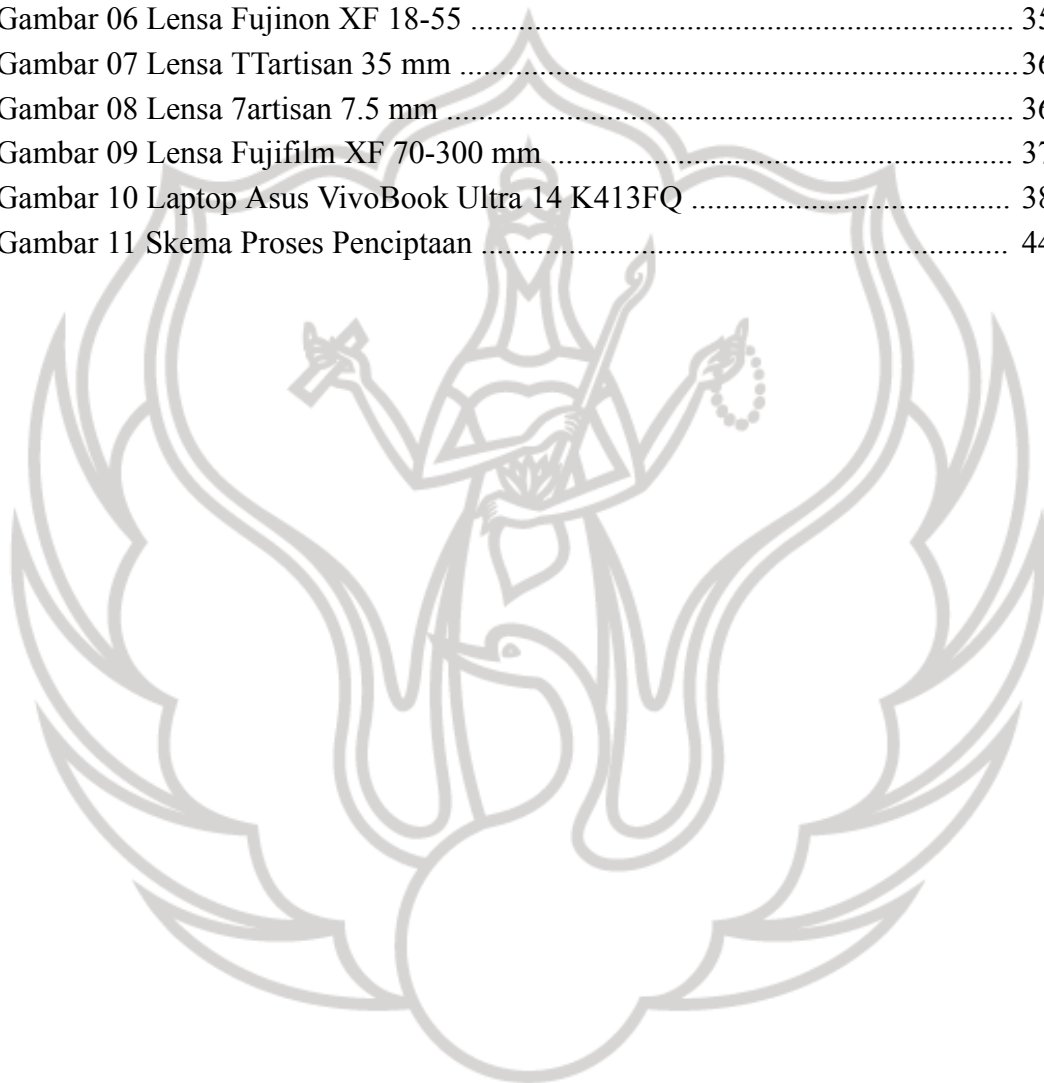 Gambar 06 Lensa Fujinon XF 18-55 ........................................................................ 35
Gambar 07 Lensa TTartisan 35 mm ....................................................................... 36
Gambar 08 Lensa 7artisan 7.5 mm ........................................................................ 36
Gambar 09 Lensa Fujifilm XF 70-300 mm ........................................................... 37
Gambar 10 Laptop Asus VivoBook Ultra 14 K413FQ ............................................ 38
Gambar 11 Skema Proses Penciptaan ................................................................... 44